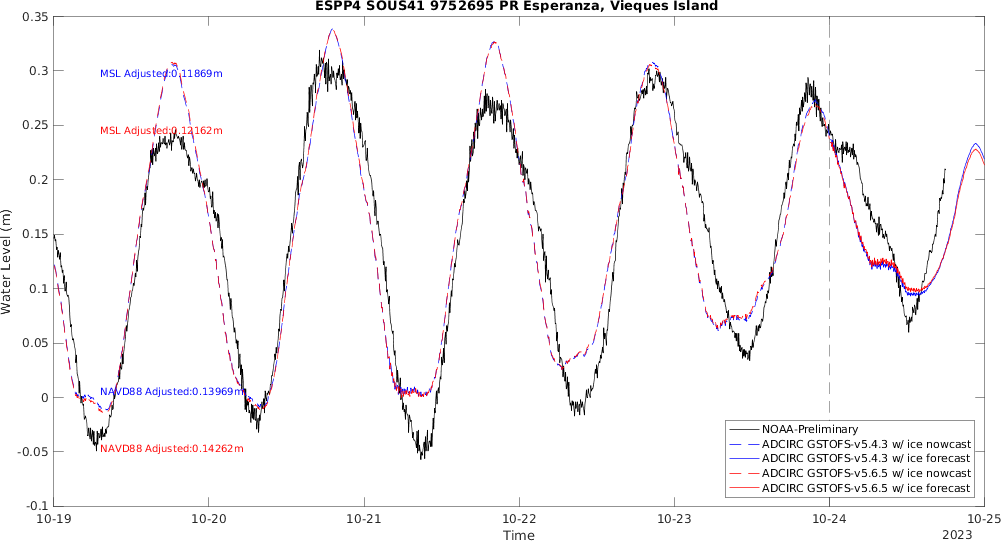 ESPP4 SOUS41 9752695 PR Esperanza, Vieques Island
0.35
0.3
0.25
0.2
0.15
0.1
0.05
0
-0.05
-0.1
Water Level (m)
MSL Adjusted:0.11869m
MSL Adjusted:0.12162m
NAVD88 Adjusted:0.13969m
NAVD88 Adjusted:0.14262m
NOAA-Preliminary
ADCIRC GSTOFS-v5.4.3 w/ ice nowcast
ADCIRC GSTOFS-v5.4.3 w/ ice forecast
ADCIRC GSTOFS-v5.6.5 w/ ice nowcast
ADCIRC GSTOFS-v5.6.5 w/ ice forecast
10-19 10-20 10-21 10-22 10-23 10-24 10-25
Time
2023